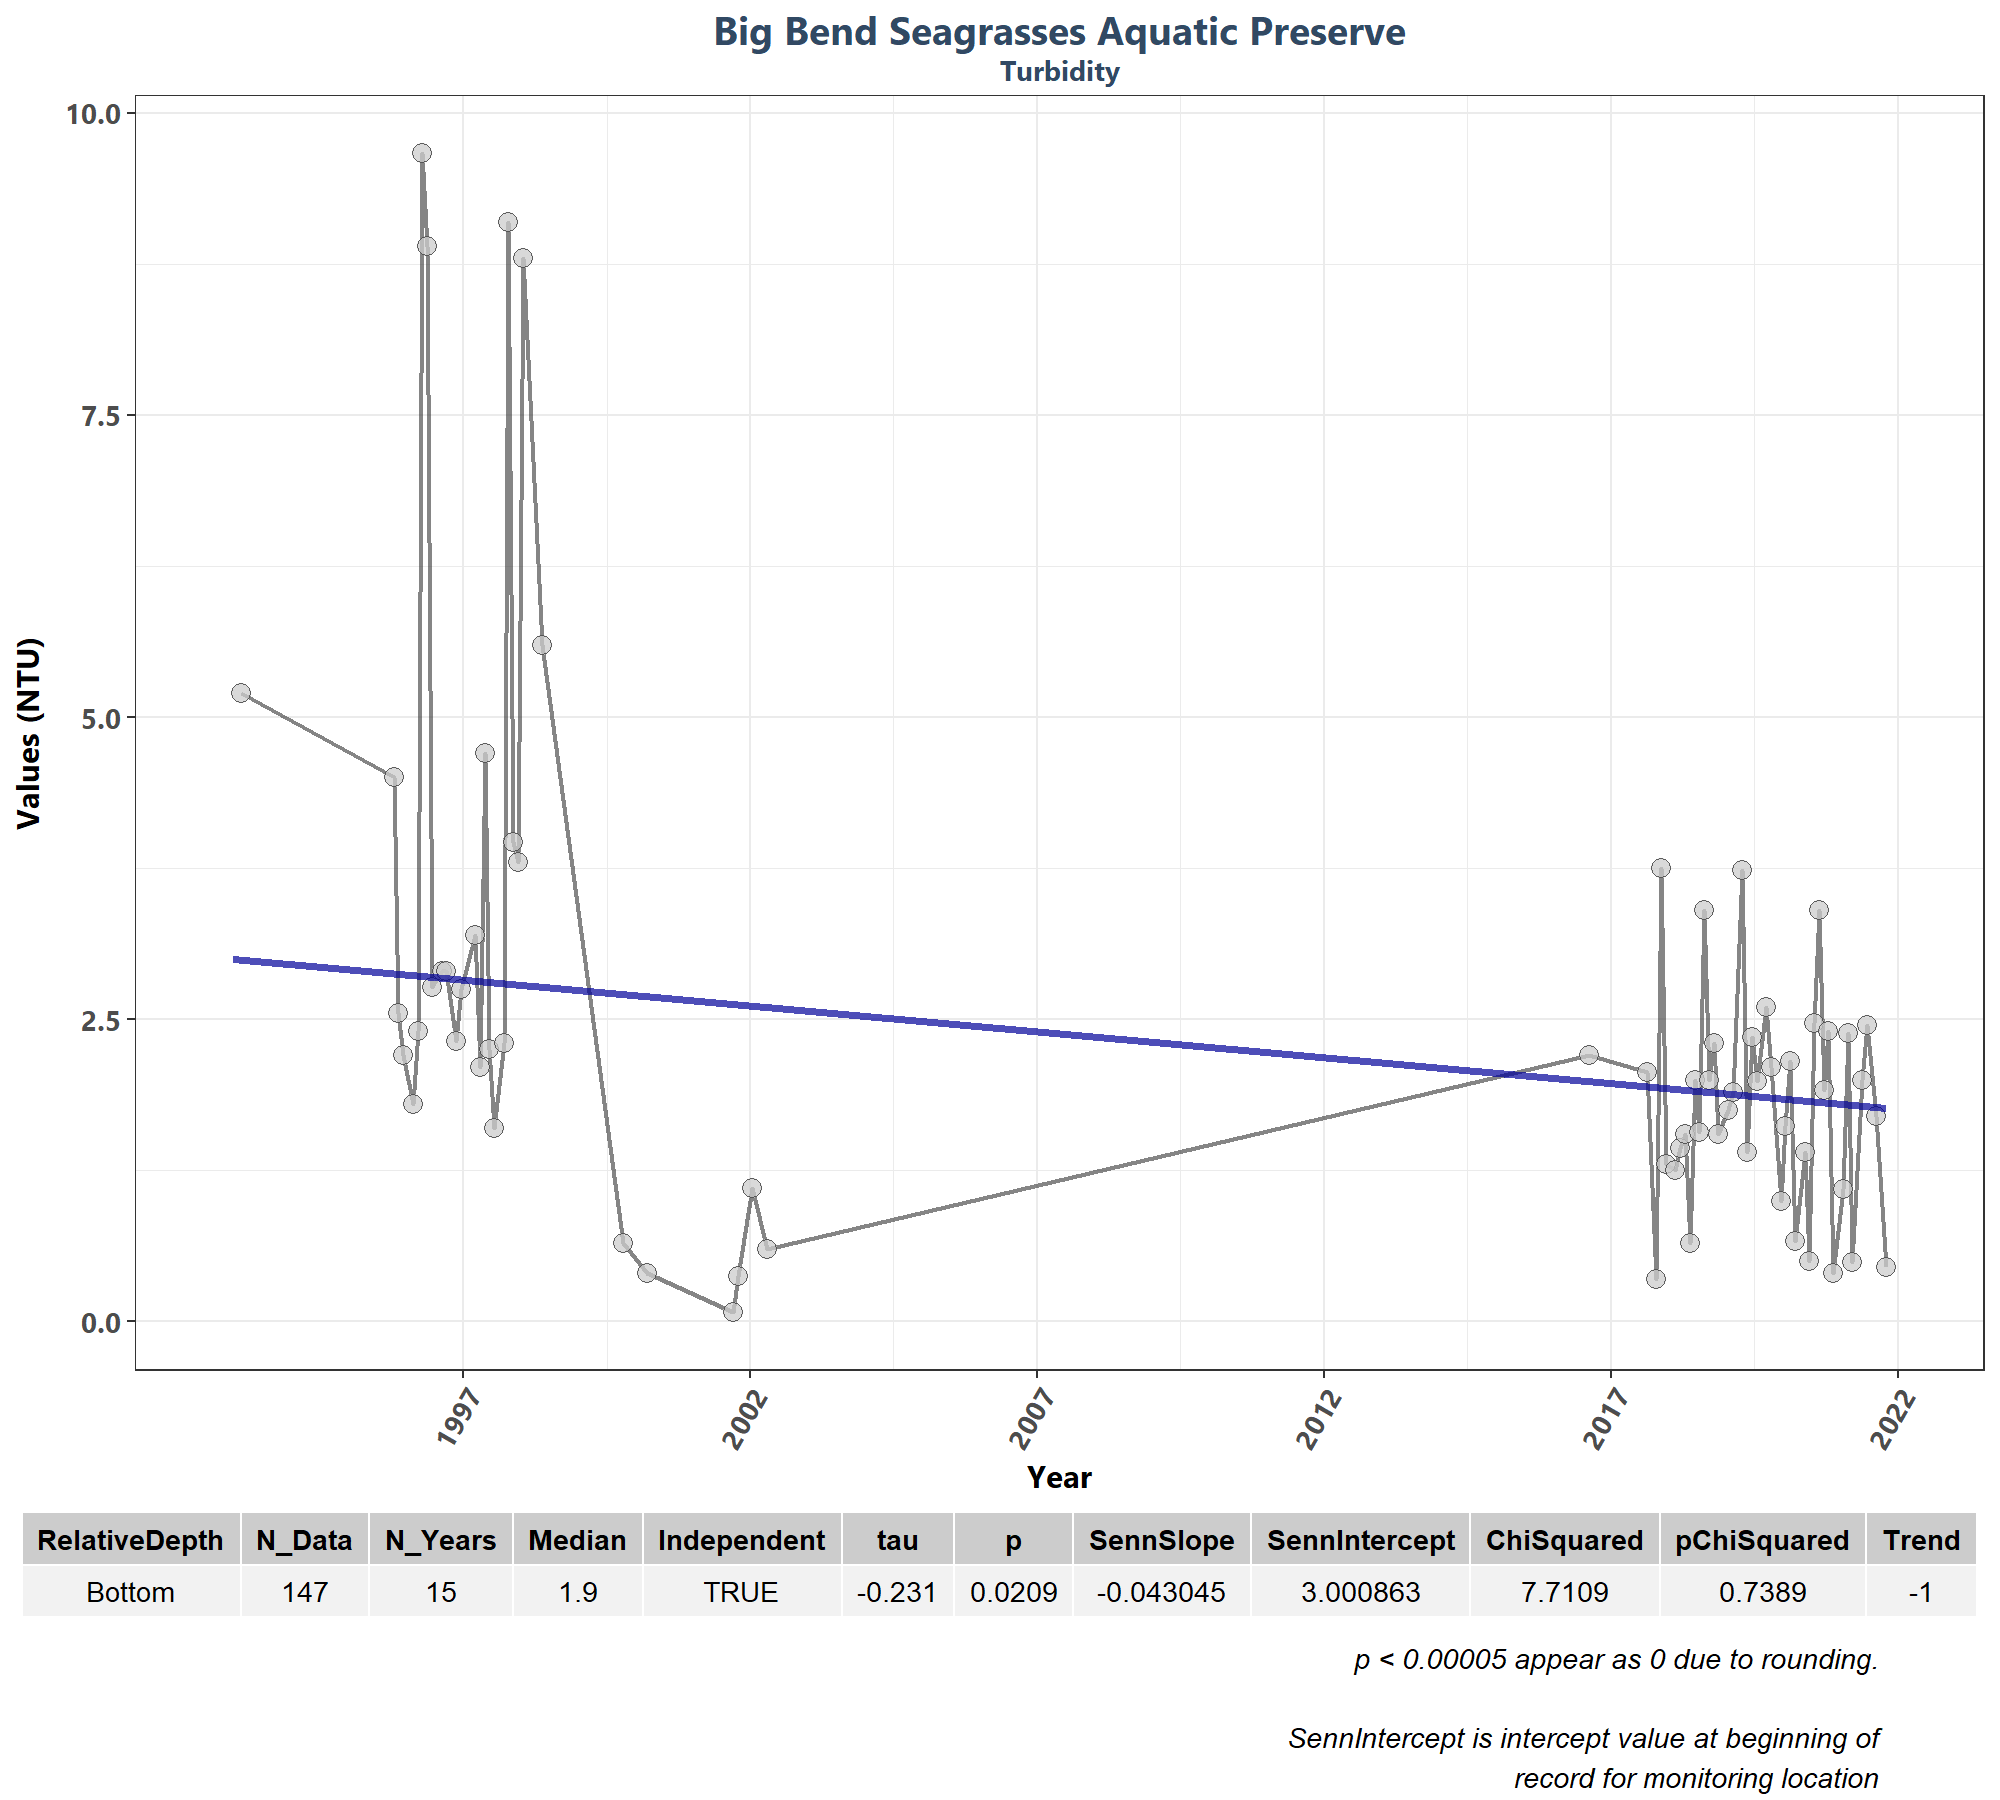 Big Bend Seagrasses Aquatic Preserve
Turbidity
Values (NTU)
10.0
7.5
5.0
2.5
0.0
1997 2002 2007 2012 2017 2022
Year
RelativeDepth N_Data N_Years Median Independent tau p SennSlope SennIntercept ChiSquared pChiSquared Trend
Bottom 147 15 1.9 TRUE -0.231 0.0209 -0.043045 3.000863 7.7109 0.7389 -1
p < 0.00005 appear as 0 due to rounding.
SennIntercept is intercept value at beginning of
record for monitoring location